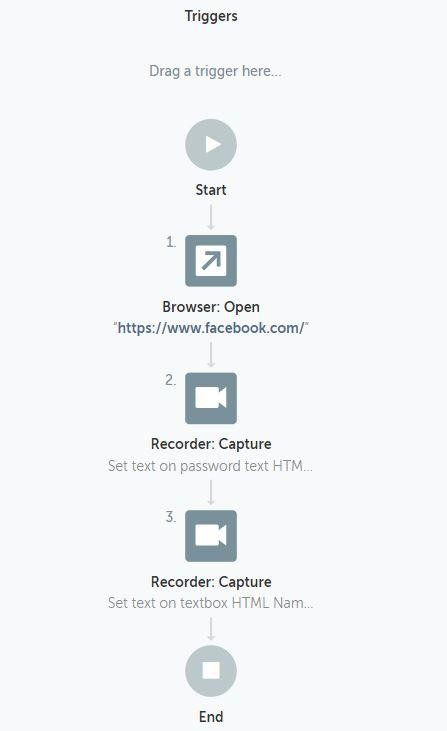 Triggers
Drag a trigger here...
Start
1.
Browser: Open
"https://www.facebook.com/"
2.
Recorder: Capture
Set text on password text HTM...
3.
Recorder: Capture
Set text on textbox HTML Nam...
End